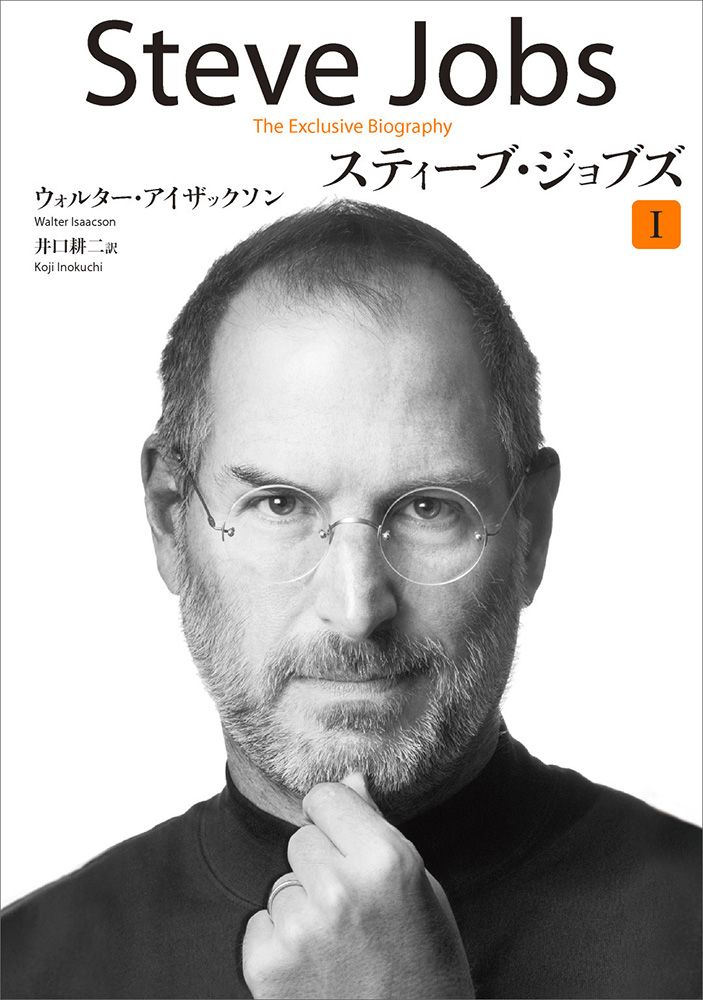 Steve Jobs
The Exclusive Biography
スティーブ・ジョブズ
I
ウォルター・アイザックソン
Walter Isaacson
井口耕二訳
Koji Inokuchi